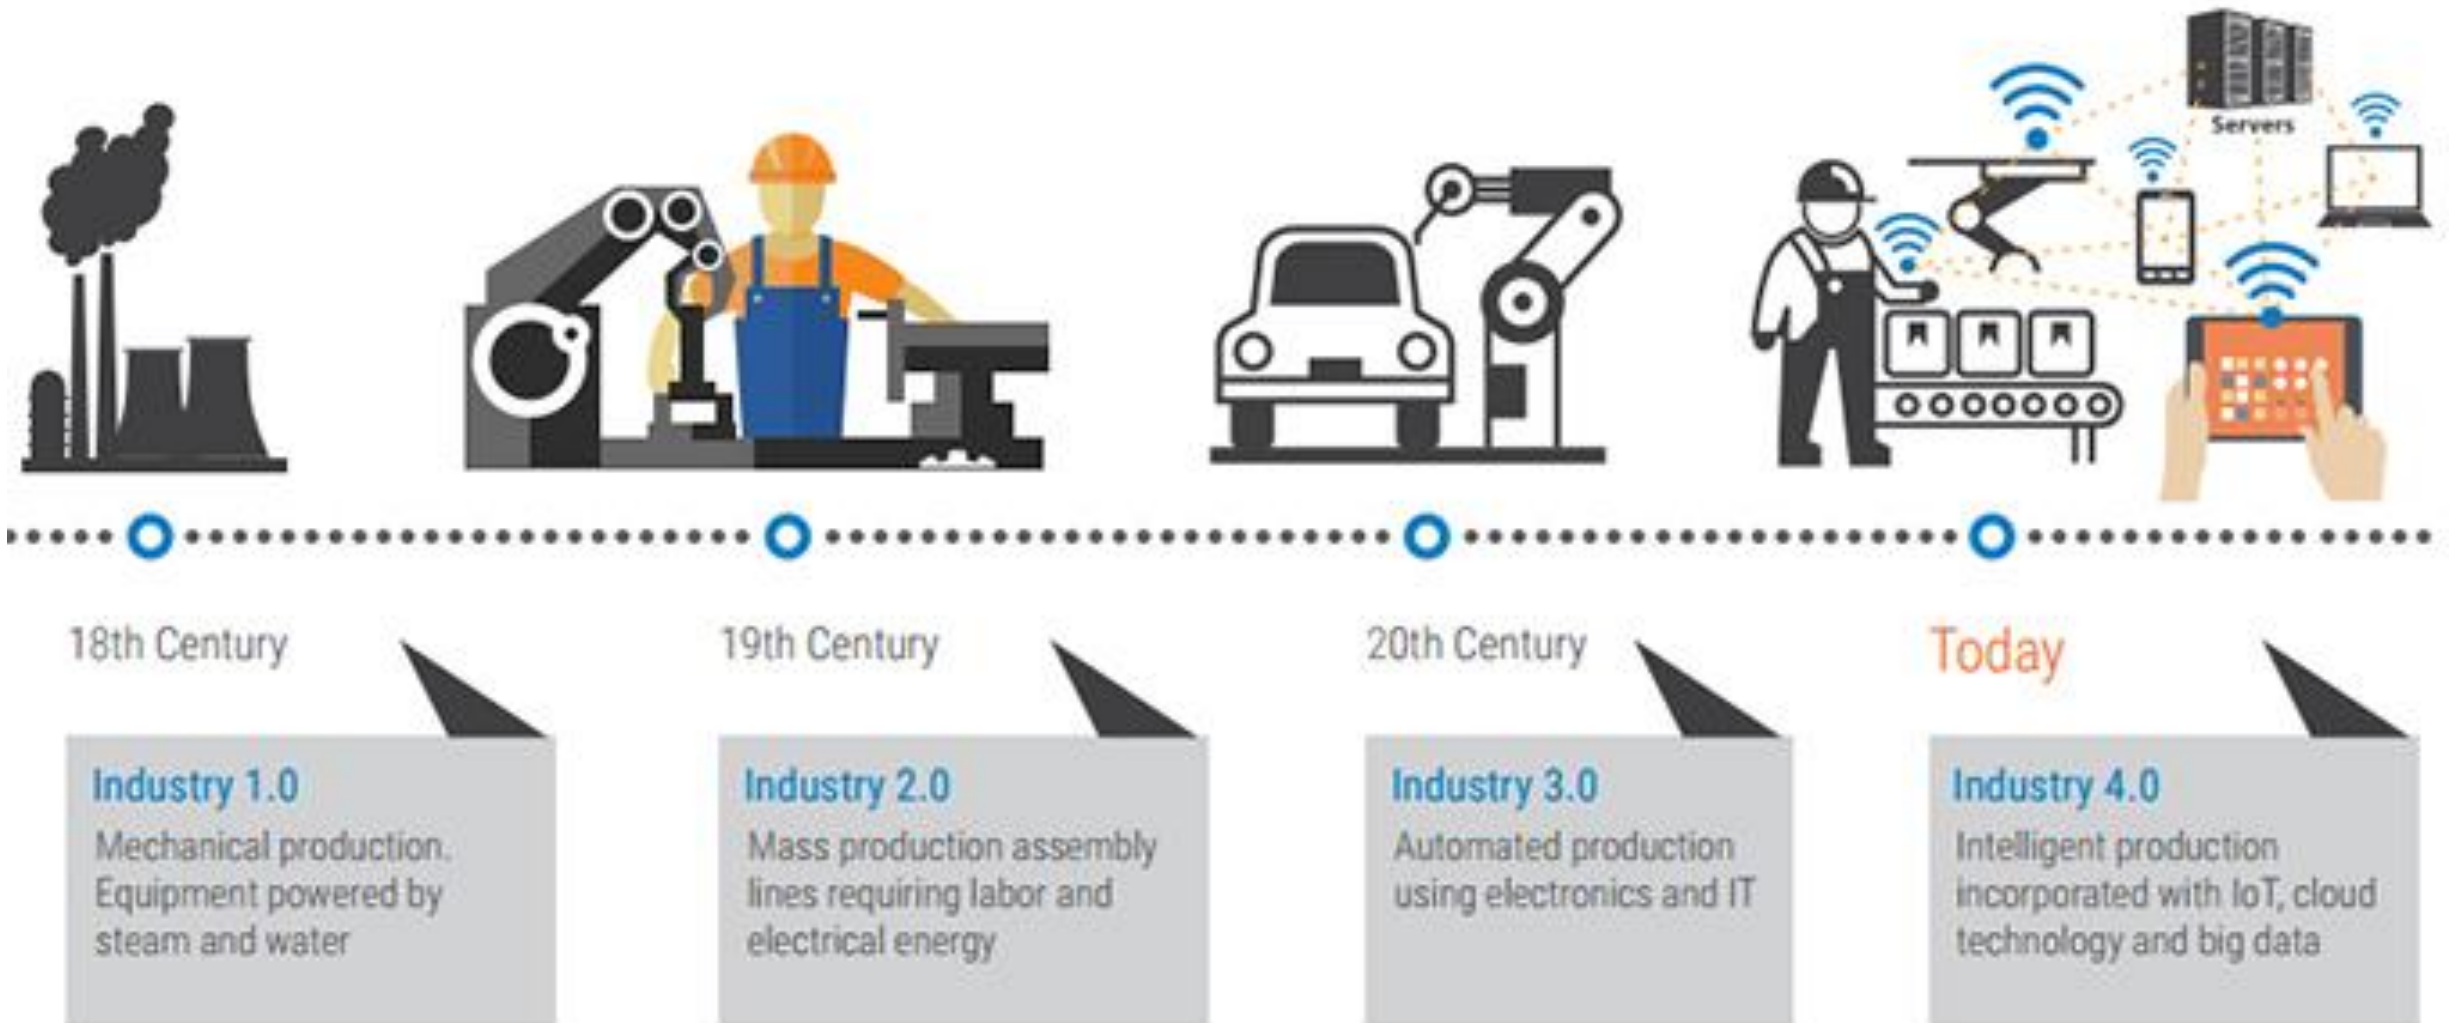 Servers
18th Century
Industry 1.0
Mechanical production.
Equipment powered by
steam and water
19th Century
Industry 2.0
Mass production assembly
lines requiring labor and
electrical energy
20th Century
Industry 3.0
Automated production
using electronics and IT
Today
Industry 4.0
Intelligent production
incorporated with IoT, cloud
technology and big data